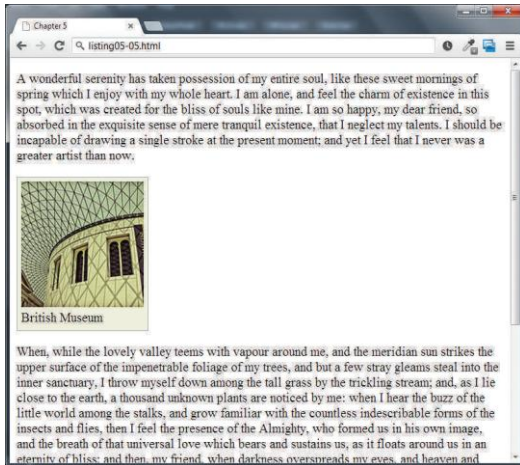 Chapter 5
listing05-05.html
A wonderful serenity has taken possession of my entire soul, like these sweet mornings of
spring which I enjoy with my whole heart. I am alone, and feel the charm of existence in this
spot, which was created for the bliss of souls like mine. I am so happy, my dear friend, so
absorbed in the exquisite sense of mere tranquil existence, that I neglect my talents. I should be
incapable of drawing a single stroke at the present moment; and yet I feel that I never was a
greater artist than now.
British Museum
When, while the lovely valley teems with vapour around me, and the meridian sun strikes the
upper surface of the impenetrable foliage of my trees, and but a few stray gleams steal into the
inner sanctuary, I throw myself down among the tall grass by the trickling stream; and, as I lie
close to the earth, a thousand unknown plants are noticed by me: when I hear the buzz of the
little world among the stalks, and grow familiar with the countless indescribable forms of the
insects and flies, then I feel the presence of the Almighty, who formed us in his own image,
and the breath of that universal love which bears and sustains us, as it floats around us in an
eternity of bliss; and then, my friend, when darkness overspreads my eyes, and heaven and